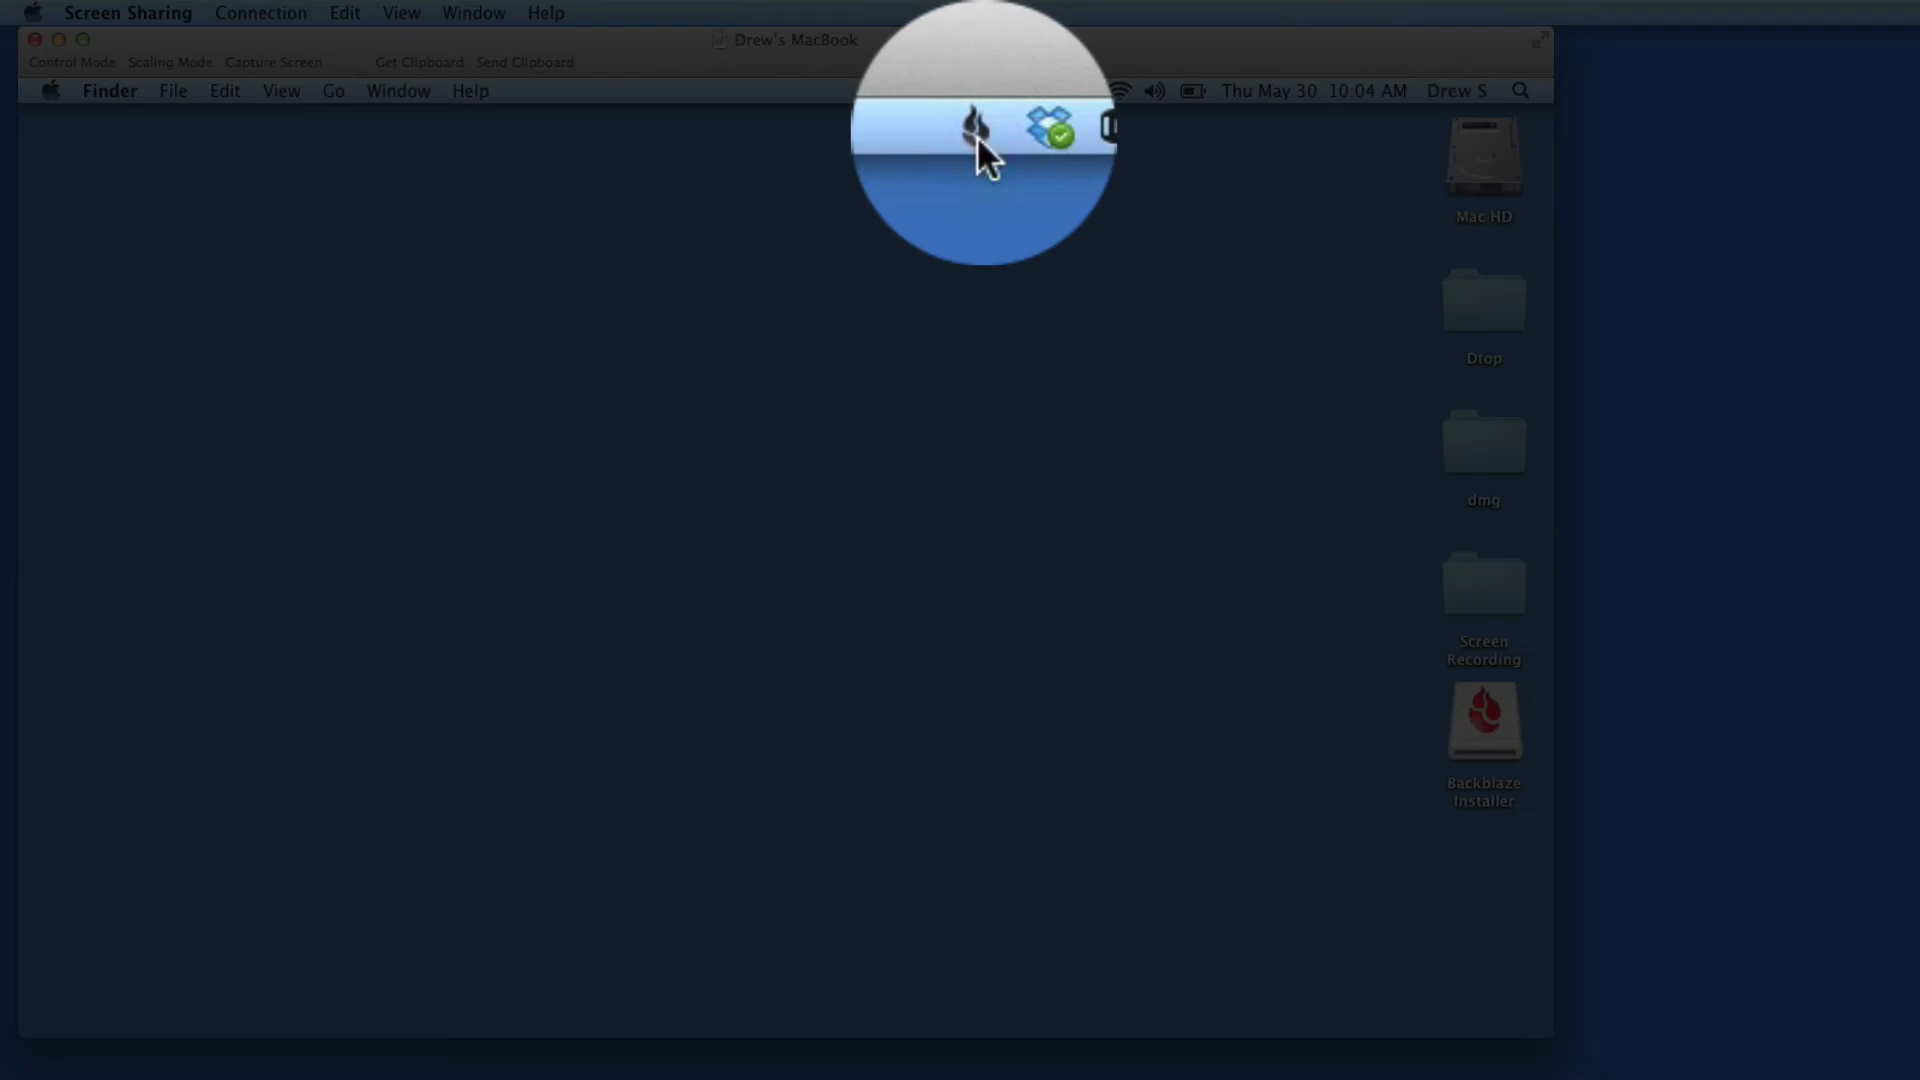 Screen Sharing Connection Edit View Window Help
Drew's MacBook
Control Mode Scaling Mode Capture Screen Get Clipboard Send Clipboard
Finder File Edit View Go Window Help Thu May 30 10:04 AM Drew S
Mac HD
Dtop
dmg
Screen
Recording
Backblaze
Installer